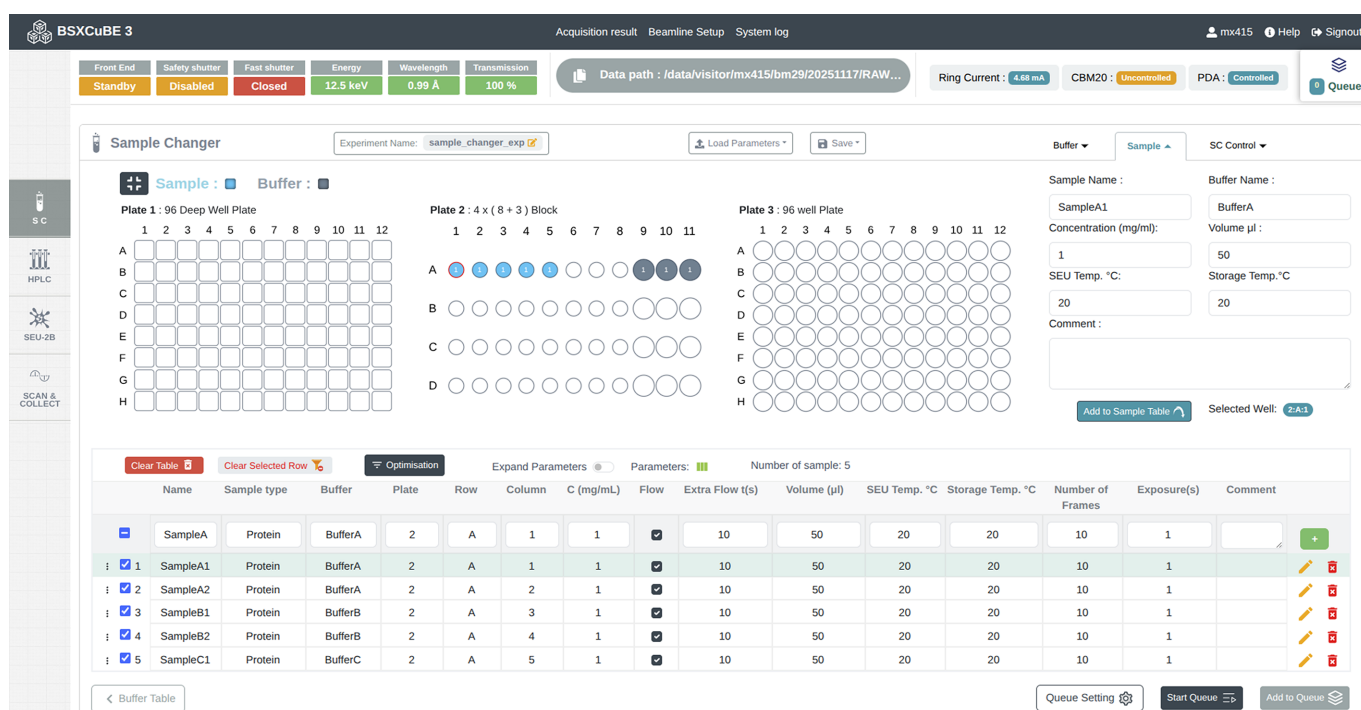 BSXCuBE 3 Acquisition result Beamline Setup System log mx415 Help Signout
Front End Safety shutter Fast shutter Energy Wavelength Transmission
Standby Disabled Closed 12.5 keV 0.99 Å 100 %
Data path : /data/visitor/mx415/bm29/20251117/RAW...
Ring Current : 4.68 mA CBM20 : Uncontrolled PDA : Controlled
0 Queue
Sample Changer Experiment Name: sample_changer_exp Load Parameters Save Buffer Sample SC Control
S C
HPLC
SEU-2B
SCAN &
COLLECT
Sample : Buffer :
Plate 1 : 96 Deep Well Plate
1 2 3 4 5 6 7 8 9 10 11 12
A
B
C
D
E
F
G
H
Plate 2 : 4 x ( 8 + 3 ) Block
1 2 3 4 5 6 7 8 9 10 11
A 1 1 1 1 1 1 1 1
B
C
D
Plate 3 : 96 well Plate
1 2 3 4 5 6 7 8 9 10 11 12
A
B
C
D
E
F
G
H
Sample Name : Buffer Name :
SampleA1 BufferA
Concentration (mg/ml): Volume µl :
1 50
SEU Temp. °C: Storage Temp.°C
20 20
Comment :
Add to Sample Table Selected Well: 2:A:1
Clear Table Clear Selected Row Optimisation Expand Parameters Parameters: Number of sample: 5
Name Sample type Buffer Plate Row Column C (mg/mL) Flow Extra Flow t(s) Volume (µl) SEU Temp. °C Storage Temp. °C Number of Frames Exposure(s) Comment
SampleA Protein BufferA 2 A 1 1 10 50 20 20 10 1 +
1 SampleA1 Protein BufferA 2 A 1 1 10 50 20 20 10 1
2 SampleA2 Protein BufferA 2 A 2 1 10 50 20 20 10 1
3 SampleB1 Protein BufferB 2 A 3 1 10 50 20 20 10 1
4 SampleB2 Protein BufferB 2 A 4 1 10 50 20 20 10 1
5 SampleC1 Protein BufferC 2 A 5 1 10 50 20 20 10 1
Buffer Table Queue Setting Start Queue Add to Queue